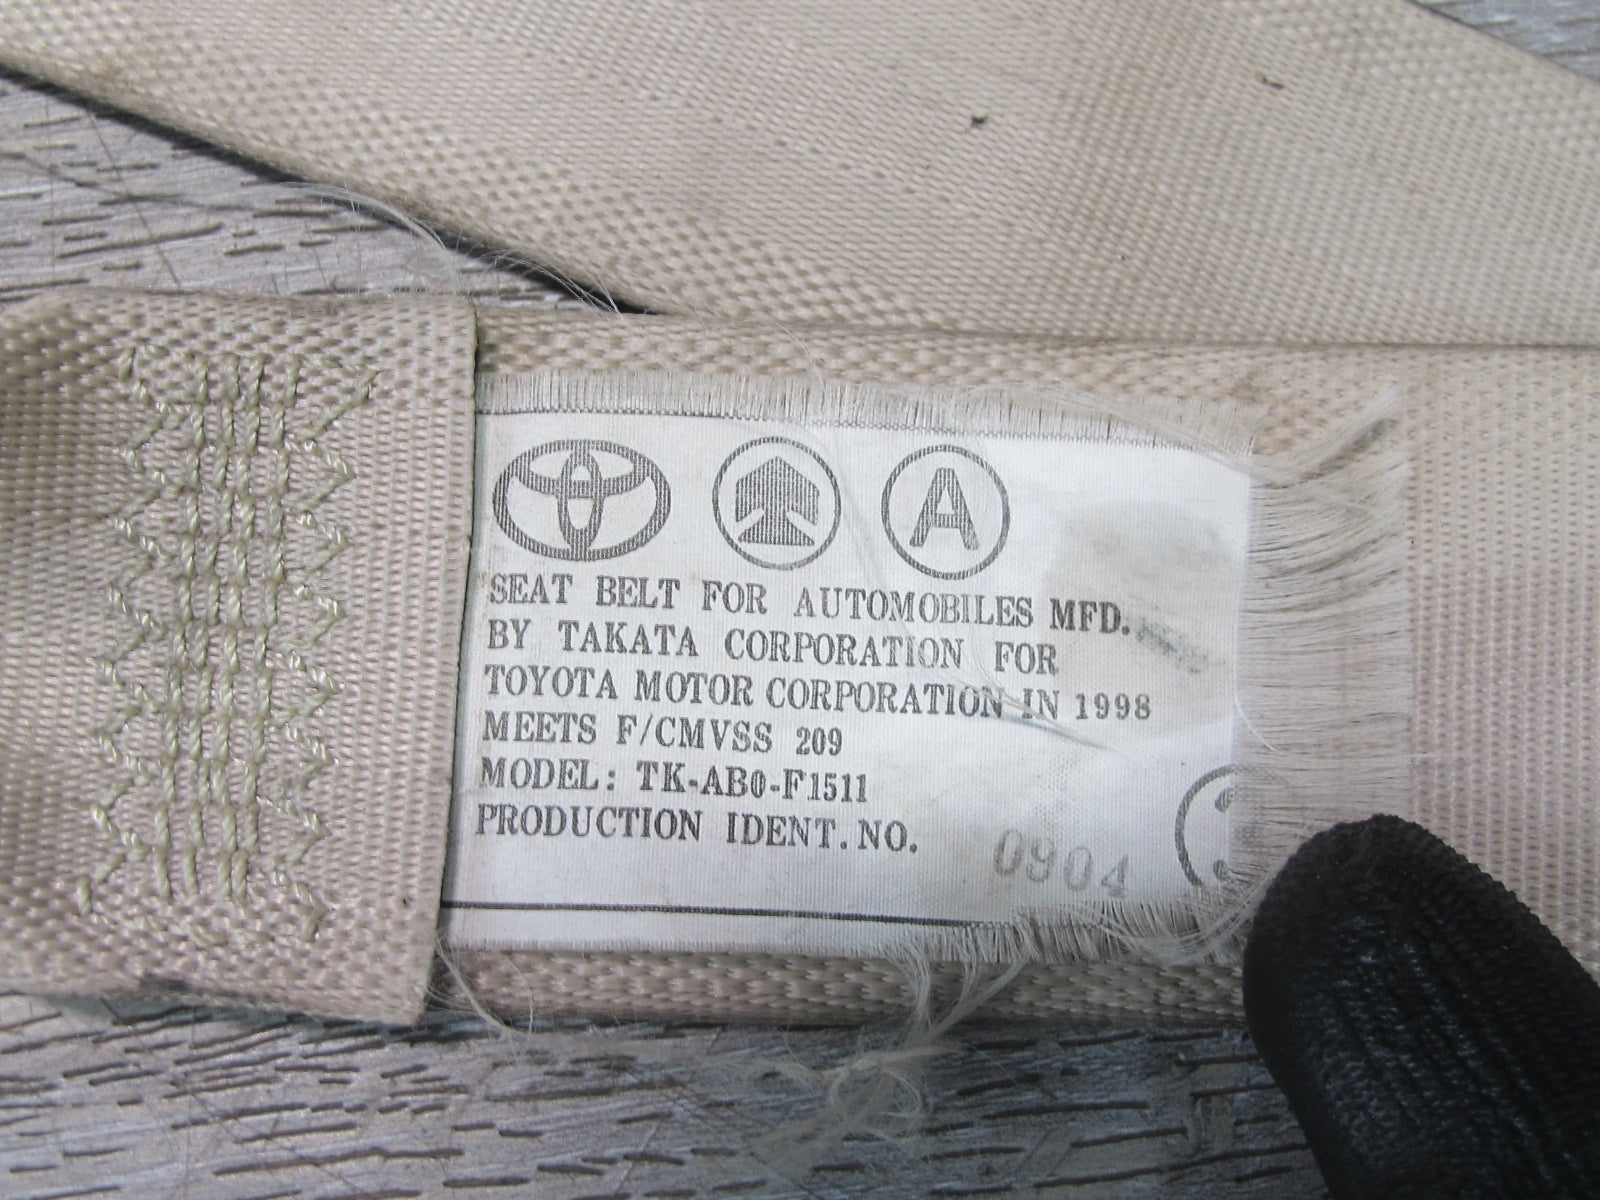 A
SEAT BELT FOR AUTOMOBILES MFD.
BY TAKATA CORPORATION FOR
TOYOTA MOTOR CORPORATION IN 1998
MEETS F/CMVSS 209
MODEL: TK-AB0-F1511
PRODUCTION IDENT. NO.
0904